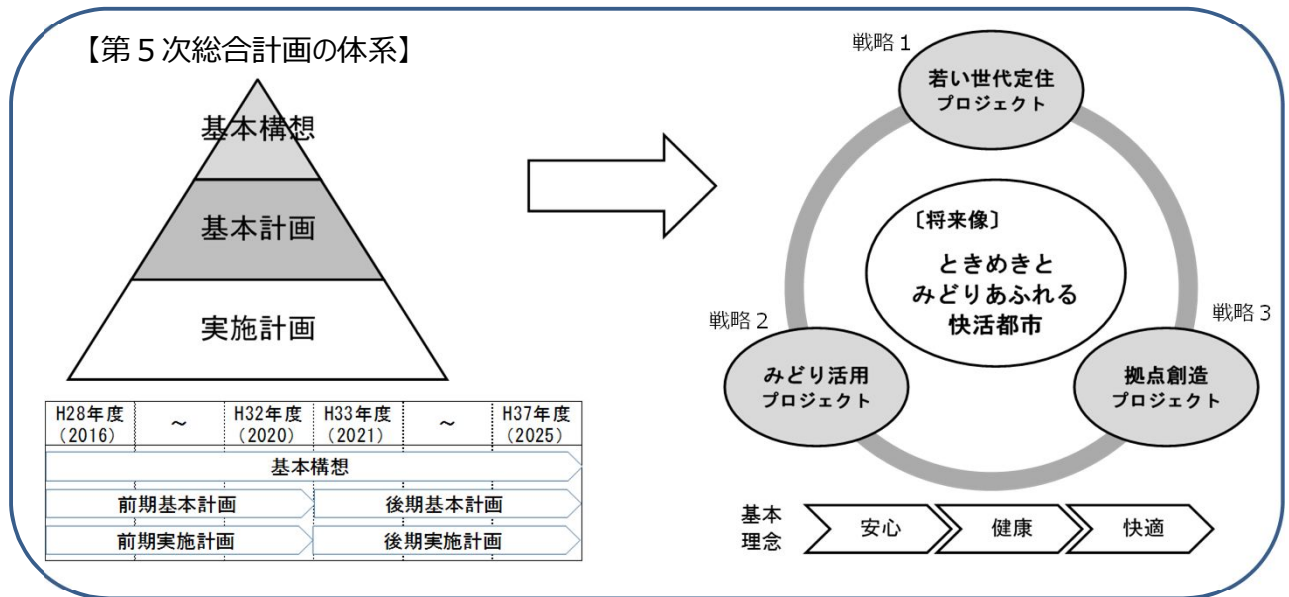 【第５次総合計画の体系】
基本構想
基本計画
実施計画
H28年度
（2016）
～
H32年度
（2020）
H33年度
（2021）
～
H37年度
（2025）
基本構想
前期基本計画
後期基本計画
前期実施計画
後期実施計画
戦略１
若い世代定住
プロジェクト
〔将来像〕
ときめきと
みどりあふれる
快活都市
戦略２
みどり活用
プロジェクト
戦略３
拠点創造
プロジェクト
基本
理念
安心
健康
快適